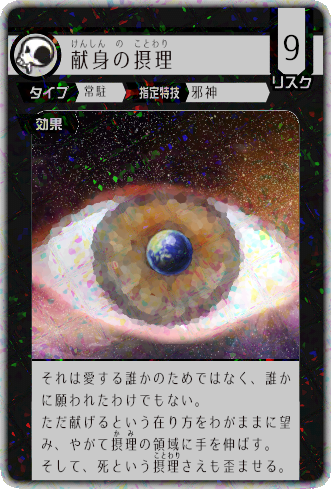 けんしん の ことわり
献身の摂理
9
リスク
タイプ 常駐 指定特技 邪神
効果
それは愛する誰かのためではなく、誰か
に願われたわけでもない。
ただ献げるという在り方をわがままに望
かみ
み、やがて摂理の領域に手を伸ばす。
ことわり
そして、死という摂理さえも歪ませる。